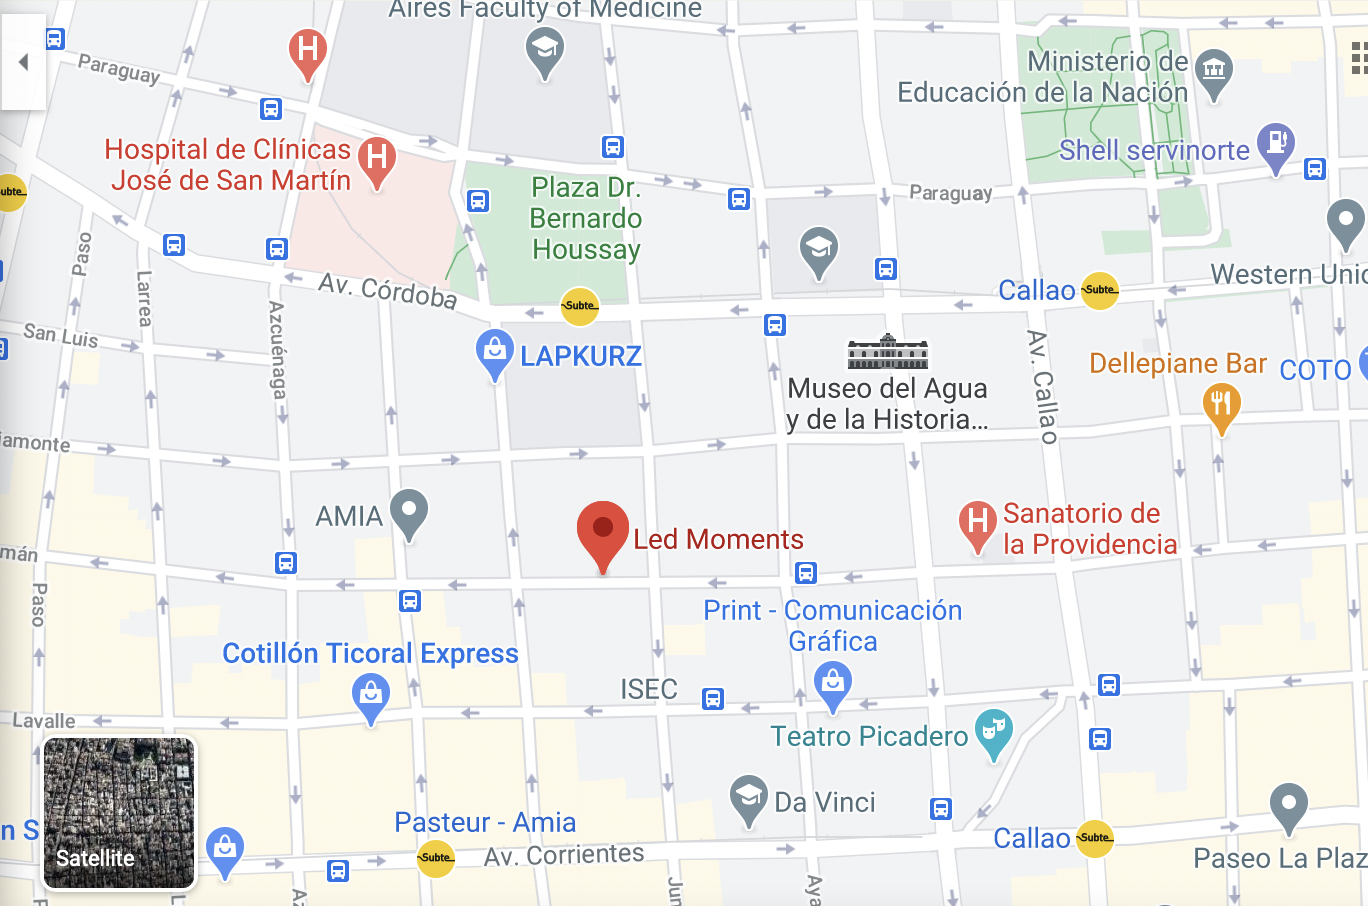 Aires Faculty of Medicine
Ministerio de
Educación de la Nación
Paraguay
Hospital de Clínicas
José de San Martín
Shell servinorte
Plaza Dr.
Bernardo
Houssay
Paraguay
Subte
Paso
Larrea
Av. Córdoba
Azcuénaga
Subte
Callao
Subte
Western Unio
San Luis
LAPKURZ
Museo del Agua
y de la Historia...
Av. Callao
Dellepiane Bar
COTO
iamonte
AMIA
Led Moments
Sanatorio de
la Providencia
mán
Paso
Print - Comunicación
Gráfica
Cotillón Ticoral Express
ISEC
Lavalle
Teatro Picadero
Da Vinci
n S
Satellite
Pasteur - Amia
Subte
Av. Corrientes
Callao
Subte
Paseo La Plaz
Az
Jun
Aya